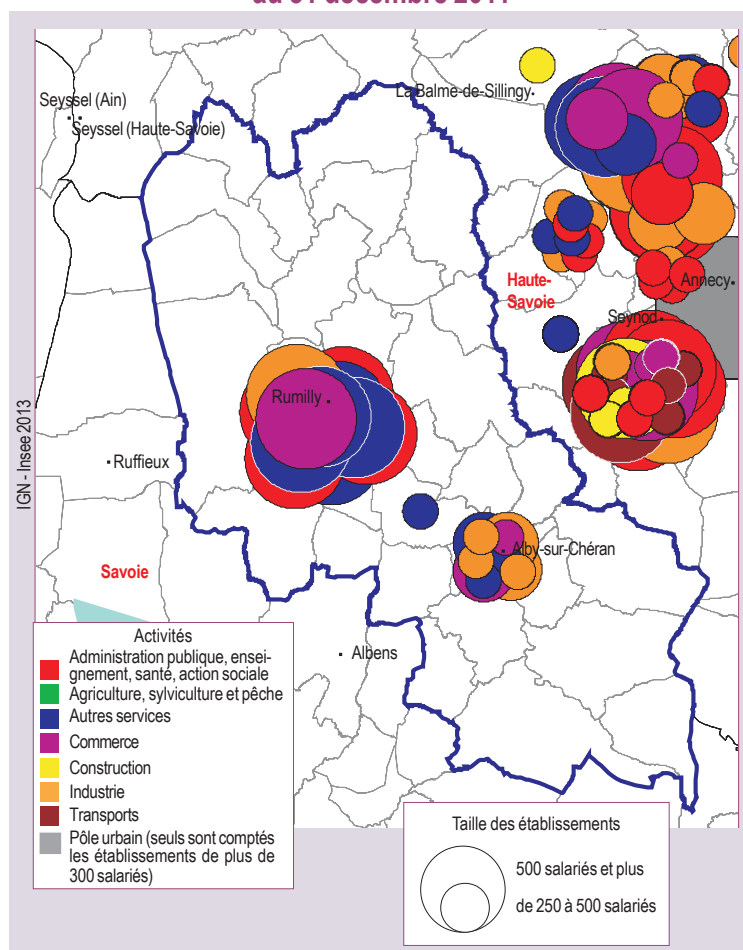 La Balme-de-Sillingy
Seyssel (Ain)
Seyssel (Haute-Savoie)
Haute-
Savoie
Annecy
Seynod
Rumilly
Ruffieux
IGN - Insee 2013
Alby-sur-Chéran
Savoie
Albens
Activités
Administration publique, ensei-
gnement, santé, action sociale
Agriculture, sylviculture et pêche
Autres services
Commerce
Construction
Industrie
Transports
Pôle urbain (seuls sont comptés
les établissements de plus de
300 salariés)
Taille des établissements
500 salariés et plus
de 250 à 500 salariés